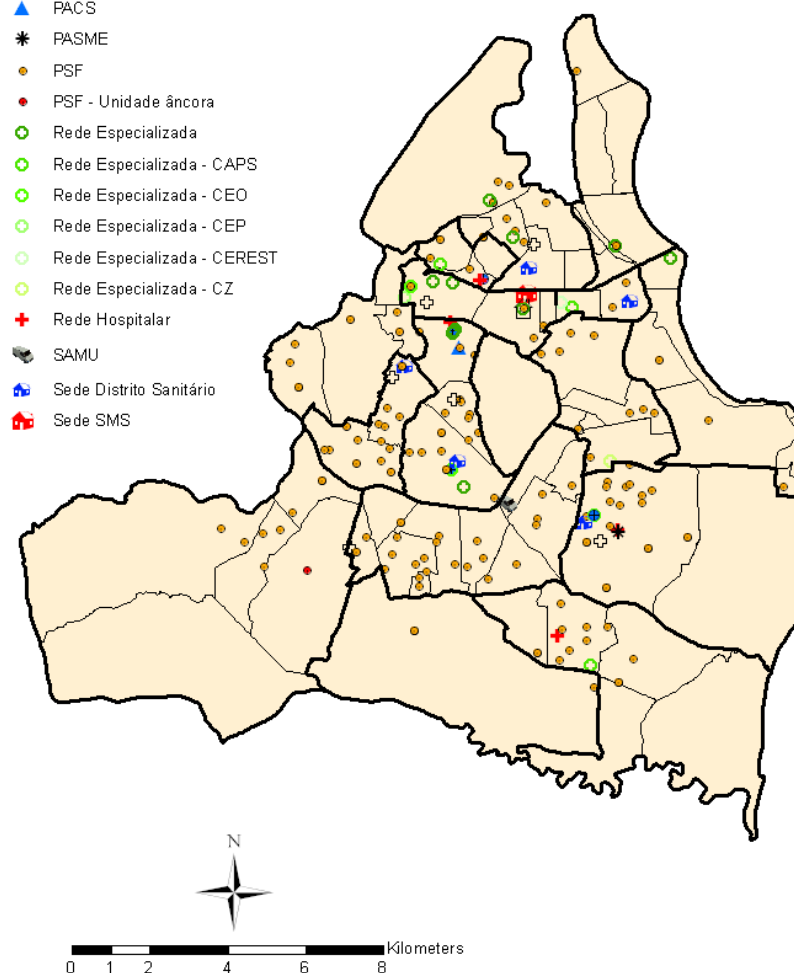 PACS
PASME
PSF
PSF - Unidade âncora
Rede Especializada
Rede Especializada - CAPS
Rede Especializada - CEO
Rede Especializada - CEP
Rede Especializada - CEREST
Rede Especializada - CZ
Rede Hospitalar
SAMU
Sede Distrito Sanitário
Sede SMS
N
Kilometers
0 1 2 4 6 8